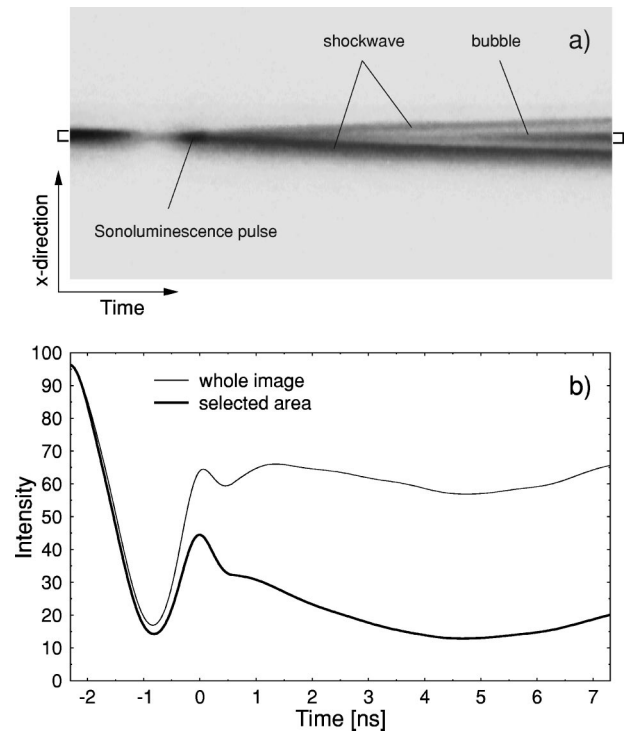 shockwave
bubble
a)
Sonoluminescence pulse
x-direction
Time
100
90
80
70
60
50
40
30
20
10
0
Intensity
whole image
selected area
b)
-2 -1 0 1 2 3 4 5 6 7
Time [ns]